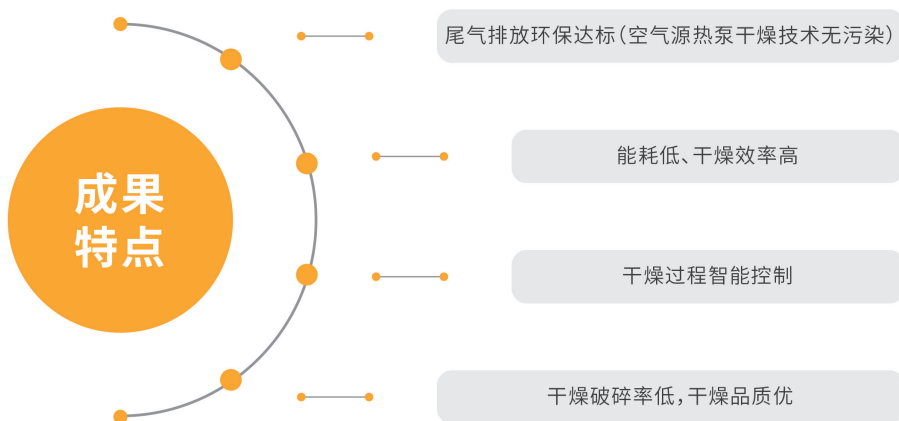 成果
特点
尾气排放环保达标(空气源热泵干燥技术无污染)
能耗低、干燥效率高
干燥过程智能控制
干燥破碎率低,干燥品质优